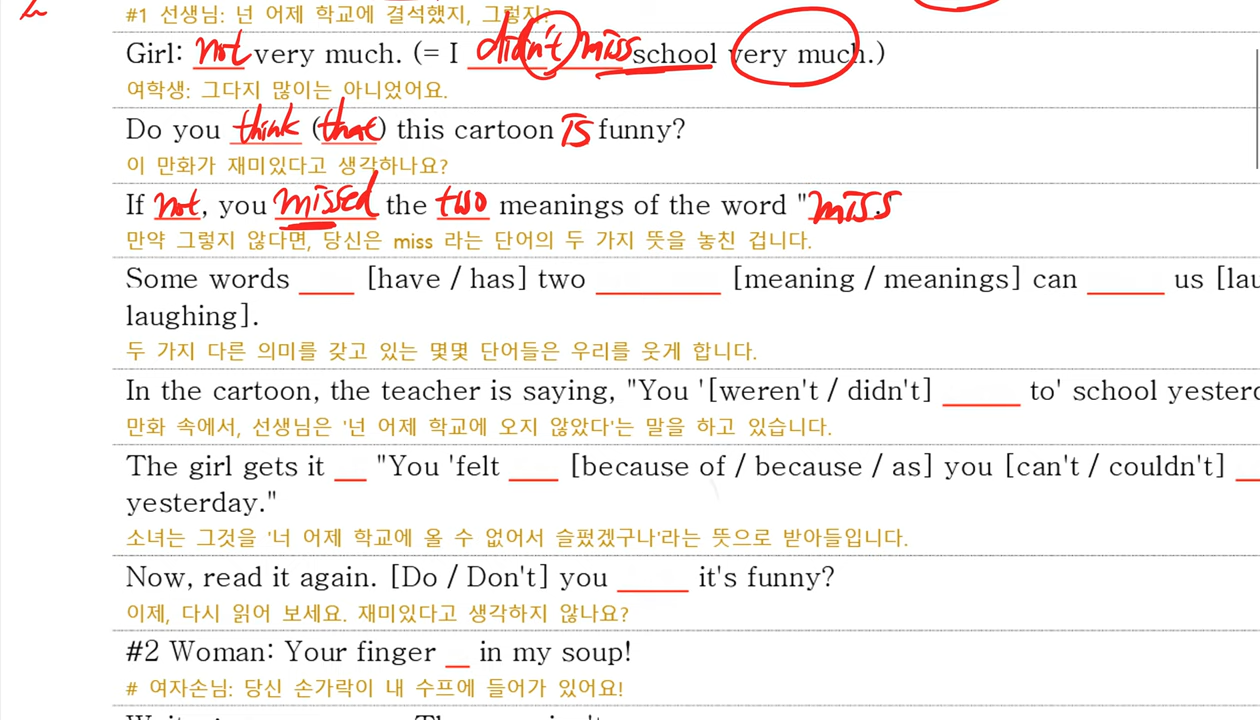 #1 선생님: 넌 어제 학교에 결석했지, 그렇지?
Girl: not very much. (= I didn't miss school very much.)
여학생: 그다지 많이는 아니었어요.
Do you think (that) this cartoon is funny?
이 만화가 재미있다고 생각하나요?
If not, you missed the two meanings of the word "miss."
만약 그렇지 않다면, 당신은 miss 라는 단어의 두 가지 뜻을 놓친 겁니다.
Some words ____ [have / has] two ____ [meaning / meanings] can ____ us [lau
laughing].
두 가지 다른 의미를 갖고 있는 몇몇 단어들은 우리를 웃게 합니다.
In the cartoon, the teacher is saying, "You '[weren't / didn't] ____ to' school yester
만화 속에서, 선생님은 '넌 어제 학교에 오지 않았다'는 말을 하고 있습니다.
The girl gets it __ "You 'felt ____ [because of / because / as] you [can't / couldn't] __
yesterday."
소녀는 그것을 '너 어제 학교에 올 수 없어서 슬펐겠구나'라는 뜻으로 받아들입니다.
Now, read it again. [Do / Don't] you ____ it's funny?
이제, 다시 읽어 보세요. 재미있다고 생각하지 않나요?
#2 Woman: Your finger __ in my soup!
# 여자손님: 당신 손가락이 내 수프에 들어가 있어요!